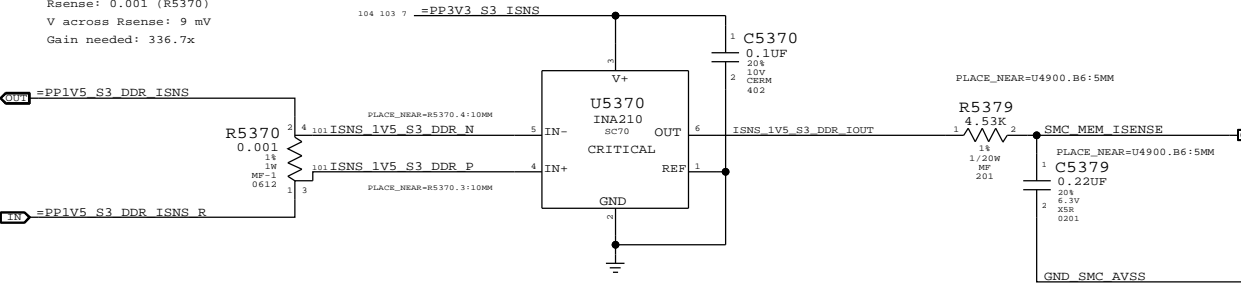 Rsense: 0.001 (R5370)
V across Rsense: 9 mV
Gain needed: 336.7x
104 103 7
=PP3V3_S3_ISNS
1
C5370
0.1UF
20%
10V
CERM
402
2
3
V+
U5370
INA210
SC70
CRITICAL
OUT
=PP1V5_S3_DDR_ISNS
PLACE_NEAR=R5370.4:10MM
R5370
0.001
1%
1W
MF-1
0612
2 4
101 ISNS_1V5_S3_DDR_N
5
IN-
101 ISNS_1V5_S3_DDR_P
4
IN+
PLACE_NEAR=R5370.3:10MM
1 3
IN
=PP1V5_S3_DDR_ISNS_R
OUT
6
ISNS_1V5_S3_DDR_IOUT
REF
1
GND
2
PLACE_NEAR=U4900.B6:5MM
R5379
4.53K
1
2
1%
1/20W
MF
201
SMC_MEM_ISENSE
PLACE_NEAR=U4900.B6:5MM
1
C5379
0.22UF
20%
6.3V
X5R
0201
2
GND_SMC_AVSS